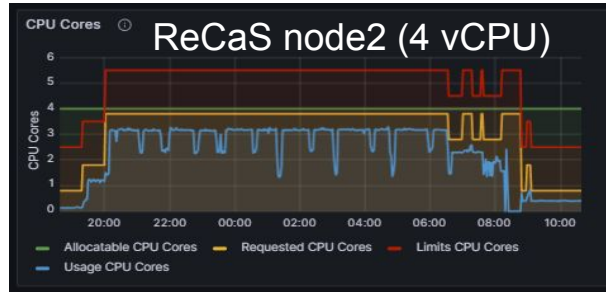 CPU Cores
ReCaS node2 (4 vCPU)
6
5
4
3
2
1
0
CPU Cores
20:00 22:00 00:00 02:00 04:00 06:00 08:00 10:00
Allocatable CPU Cores Requested CPU Cores Limits CPU Cores
Usage CPU Cores